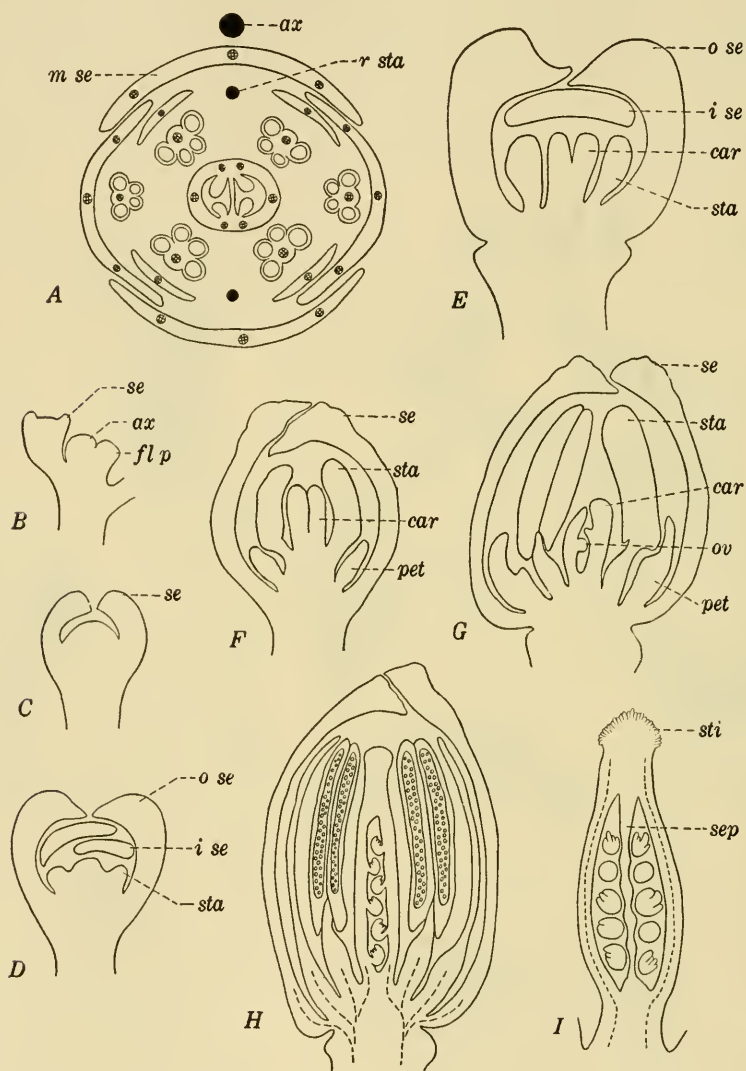 ax
m se
r sta
A
o se
i se
car
sta
E
se
ax
fl p
B
se
C
se
sta
car
pet
F
se
sta
car
ov
pet
G
o se
i se
sta
D
H
sti
sep
I